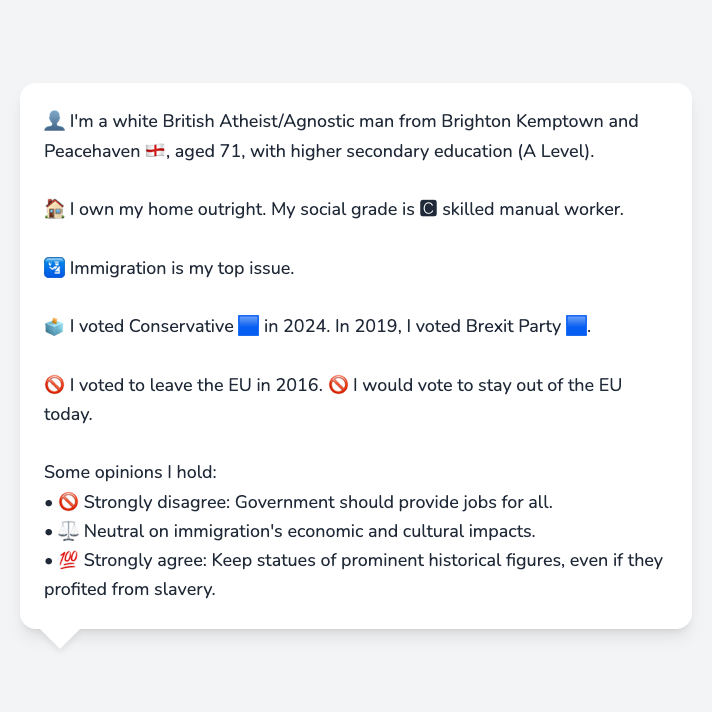 👤 I'm a white British Atheist/Agnostic man from Brighton Kemptown and
Peacehaven 🏴󠁧󠁢󠁥󠁮󠁧󠁿, aged 71, with higher secondary education (A Level).
🏠 I own my home outright. My social grade is 🅲 skilled manual worker.
🛂 Immigration is my top issue.
🗳️ I voted Conservative 🟦 in 2024. In 2019, I voted Brexit Party 🟦.
🚫 I voted to leave the EU in 2016. 🚫 I would vote to stay out of the EU
today.
Some opinions I hold:
• 🚫 Strongly disagree: Government should provide jobs for all.
• ⚖️ Neutral on immigration's economic and cultural impacts.
• 💯 Strongly agree: Keep statues of prominent historical figures, even if they
profited from slavery.